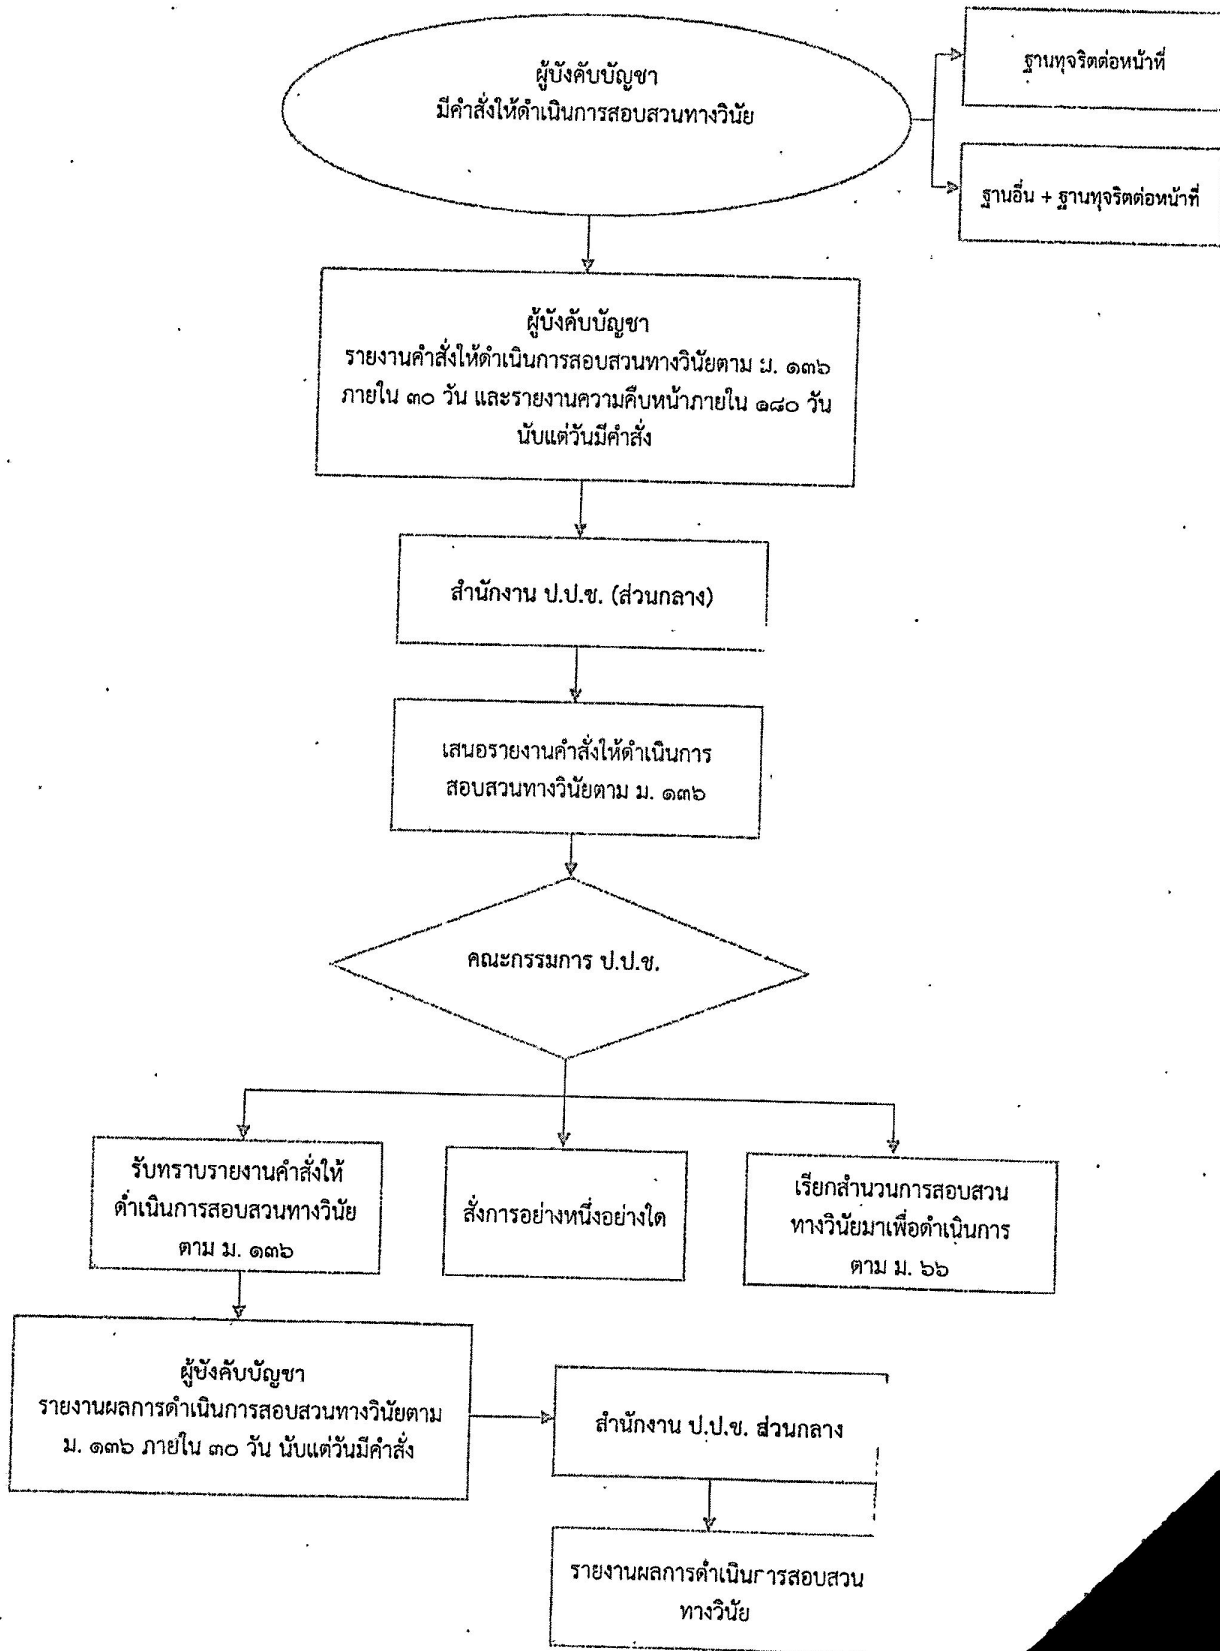 ผู้บังคับบัญชา
มีคำสั่งให้ดำเนินการสอบสวนทางวินัย
ฐานทุจริตต่อหน้าที่
ฐานอื่น + ฐานทุจริตต่อหน้าที่
ผู้บังคับบัญชา
รายงานคำสั่งให้ดำเนินการสอบสวนทางวินัยตาม ม. ๑๓๖
ภายใน ๓๐ วัน และรายงานความคืบหน้าภายใน ๑๘๐ วัน
นับแต่วันมีคำสั่ง
สำนักงาน ป.ป.ช. (ส่วนกลาง)
เสนอรายงานคำสั่งให้ดำเนินการ
สอบสวนทางวินัยตาม ม. ๑๓๖
คณะกรรมการ ป.ป.ช.
รับทราบรายงานคำสั่งให้
ดำเนินการสอบสวนทางวินัย
ตาม ม. ๑๓๖
สั่งการอย่างหนึ่งอย่างใด
เรียกสำนวนการสอบสวน
ทางวินัยมาเพื่อดำเนินการ
ตาม ม. ๖๖
ผู้บังคับบัญชา
รายงานผลการดำเนินการสอบสวนทางวินัยตาม
ม. ๑๓๖ ภายใน ๓๐ วัน นับแต่วันมีคำสั่ง
สำนักงาน ป.ป.ช. ส่วนกลาง
รายงานผลการดำเนินการสอบสวน
ทางวินัย